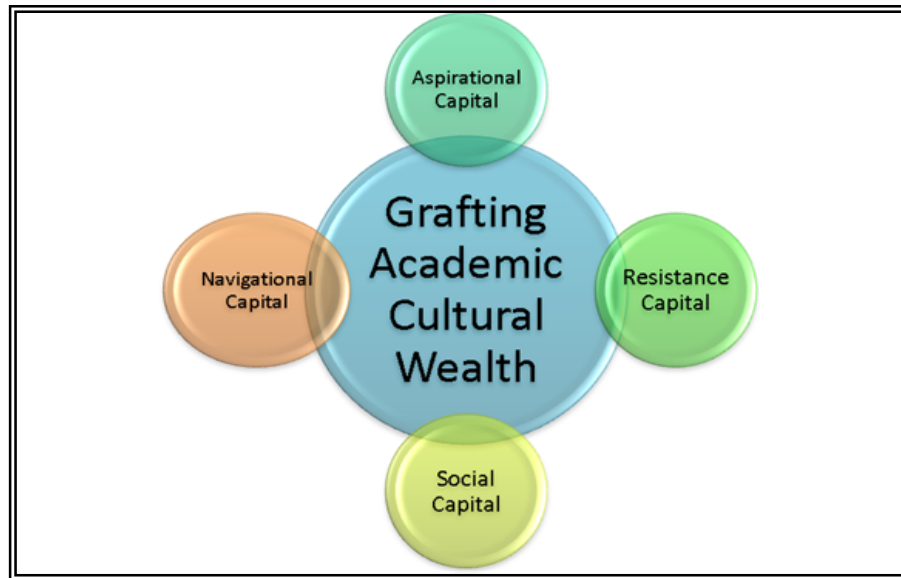 Aspirational
Capital
Grafting
Academic
Cultural
Wealth
Navigational
Capital
Resistance
Capital
Social
Capital